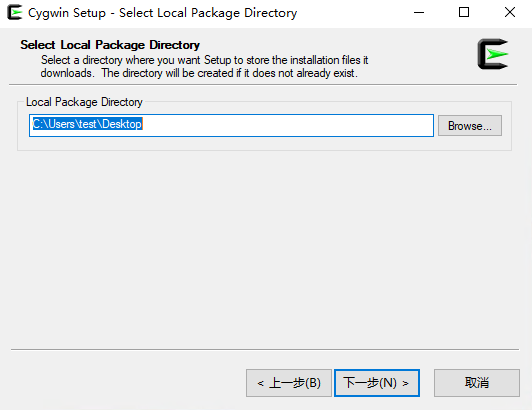 Cygwin Setup - Select Local Package Directory
Select Local Package Directory
Select a directory where you want Setup to store the installation files it
downloads. The directory will be created if it does not already exist.
Local Package Directory
C:\Users\test\Desktop
Browse...
< 上一步(B)
下一步(N) >
取消